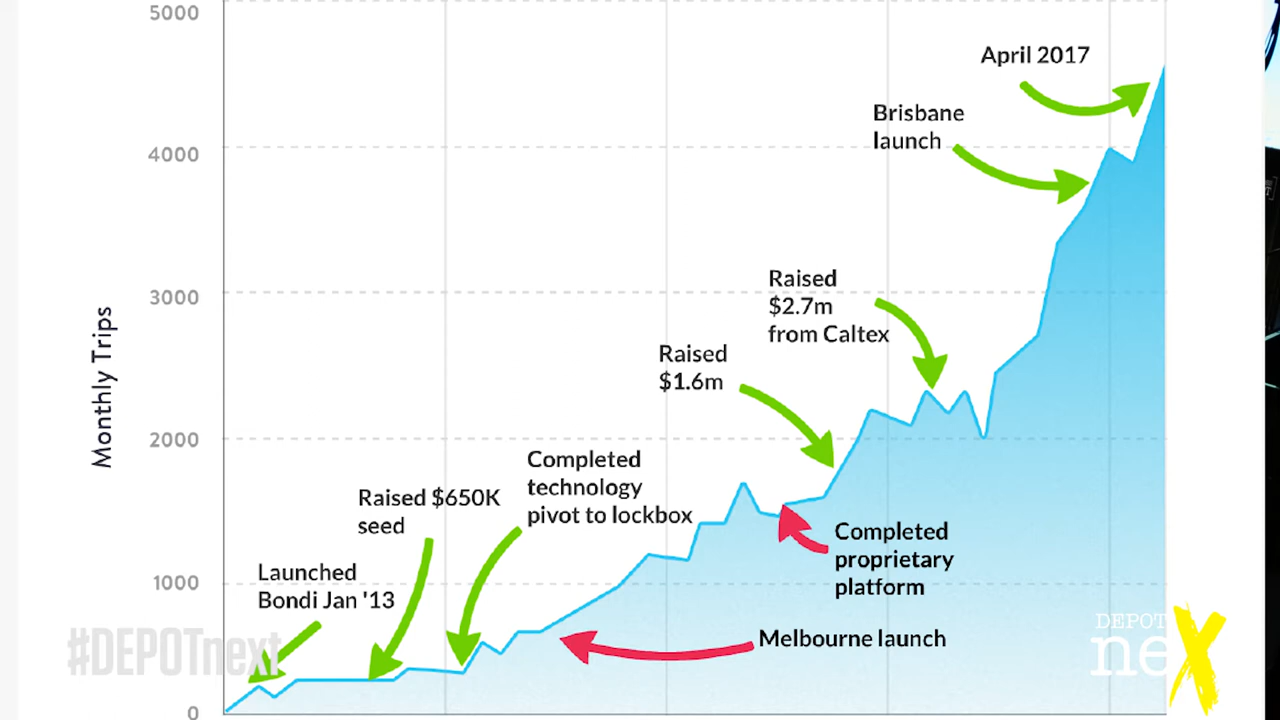 5000
4000
3000
2000
1000
0
Monthly Trips
April 2017
Brisbane
launch
Raised
$2.7m
from Caltex
Raised
$1.6m
Completed
technology
pivot to lockbox
Raised $650K
seed
Launched
Bondi Jan '13
Completed
proprietary
platform
Melbourne launch
#DEPOTnext
DEPOT
neX